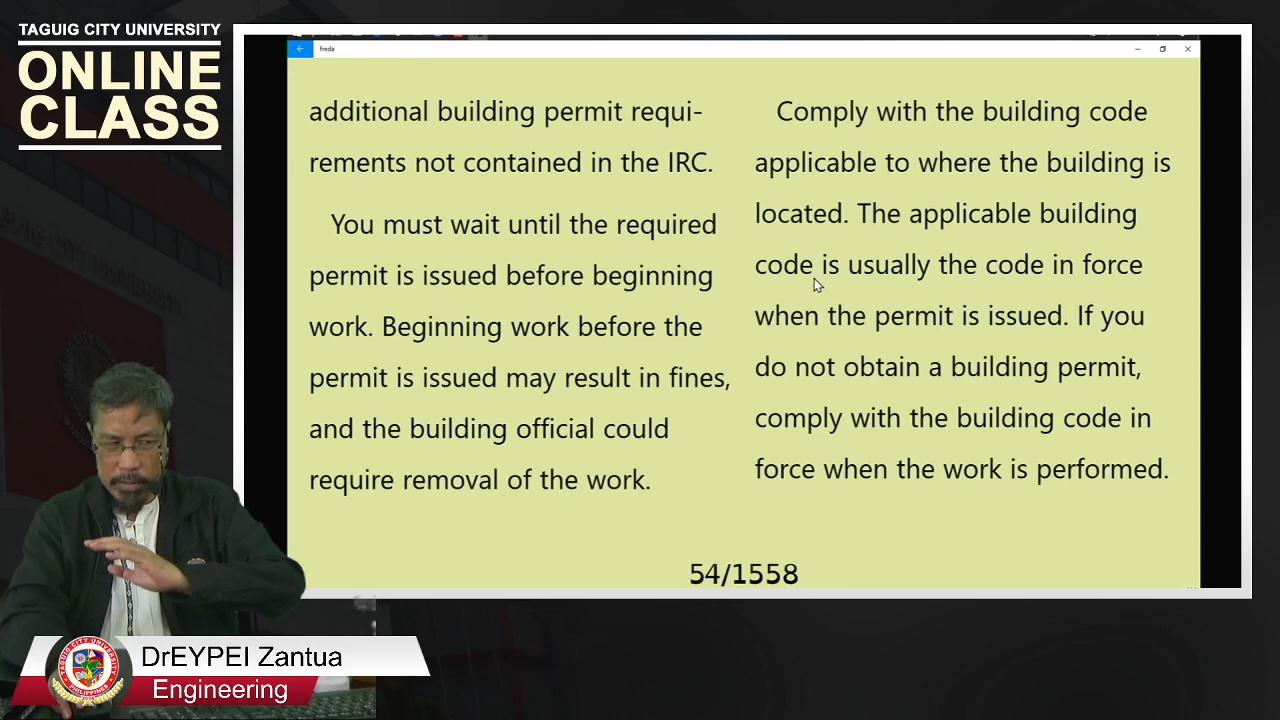 TAGUIG CITY UNIVERSITY
ONLINE
CLASS
freda
additional building permit requi-
rements not contained in the IRC.
You must wait until the required
permit is issued before beginning
work. Beginning work before the
permit is issued may result in fines,
and the building official could
require removal of the work.
Comply with the building code
applicable to where the building is
located. The applicable building
code is usually the code in force
when the permit is issued. If you
do not obtain a building permit,
comply with the building code in
force when the work is performed.
54/1558
DrEYPEI Zantua
Engineering